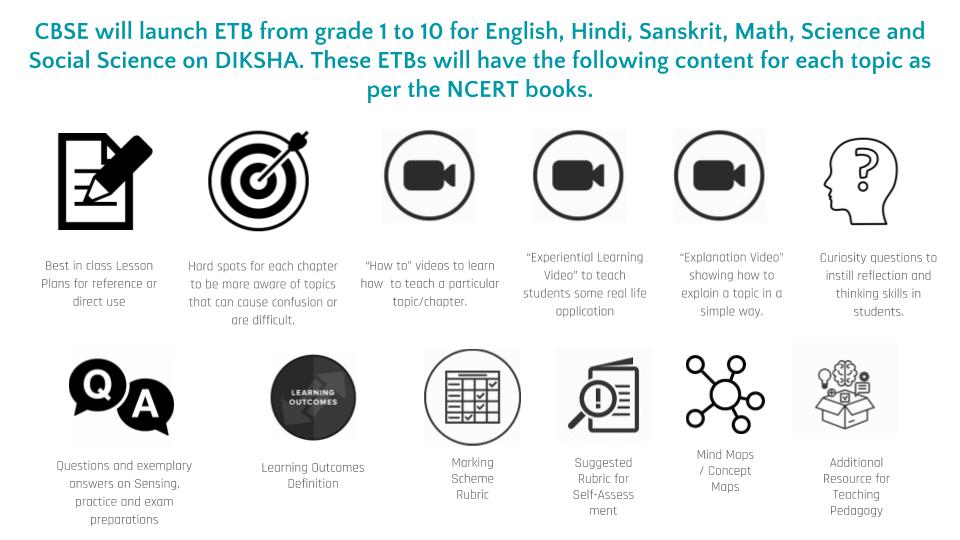 CBSE will launch ETB from grade 1 to 10 for English, Hindi, Sanskrit, Math, Science and
Social Science on DIKSHA. These ETBs will have the following content for each topic as
per the NCERT books.
Best in class Lesson
Plans for reference or
direct use
Hard spots for each chapter
to be more aware of topics
that can cause confusion or
are difficult.
“How to” videos to learn
how to teach a particular
topic/chapter.
“Experiential Learning
Video” to teach
students some real life
application
“Explanation Video”
showing how to
explain a topic in a
simple way.
Curiosity questions to
instill reflection and
thinking skills in
students.
Q
A
Questions and exemplary
answers on Sensing,
practice and exam
preparations
LEARNING
OUTCOMES
Learning Outcomes
Definition
Marking
Scheme
Rubric
Suggested
Rubric for
Self-Assess
ment
Mind Maps
/ Concept
Maps
Additional
Resource for
Teaching
Pedagogy